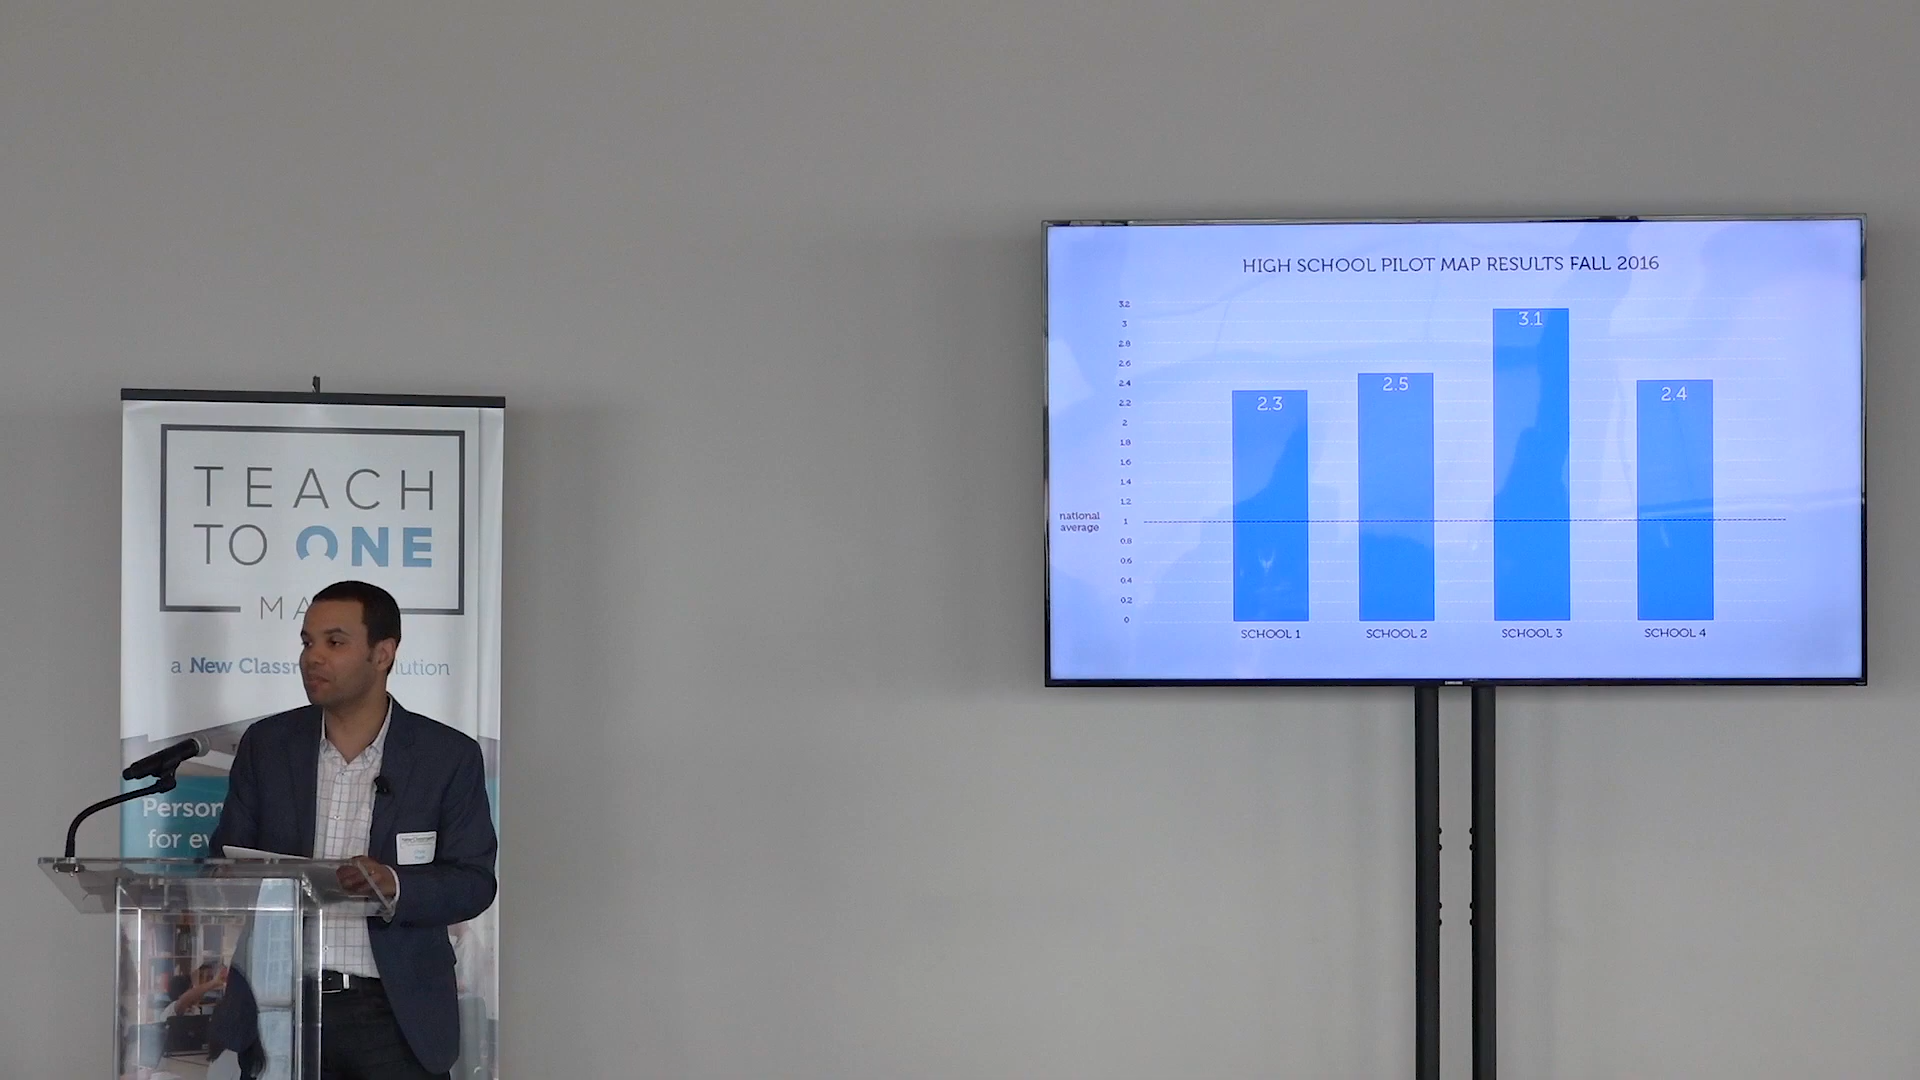 TEACH
TO ONE
MA
a New Classr lution
Person
for ev
HIGH SCHOOL PILOT MAP RESULTS FALL 2016
3.2
3
2.8
2.6
2.4
2.2
2
1.8
1.6
1.4
1.2
national
average
1
0.8
0.6
0.4
0.2
0
2.3
2.5
3.1
2.4
SCHOOL 1
SCHOOL 2
SCHOOL 3
SCHOOL 4
SAMSUNG